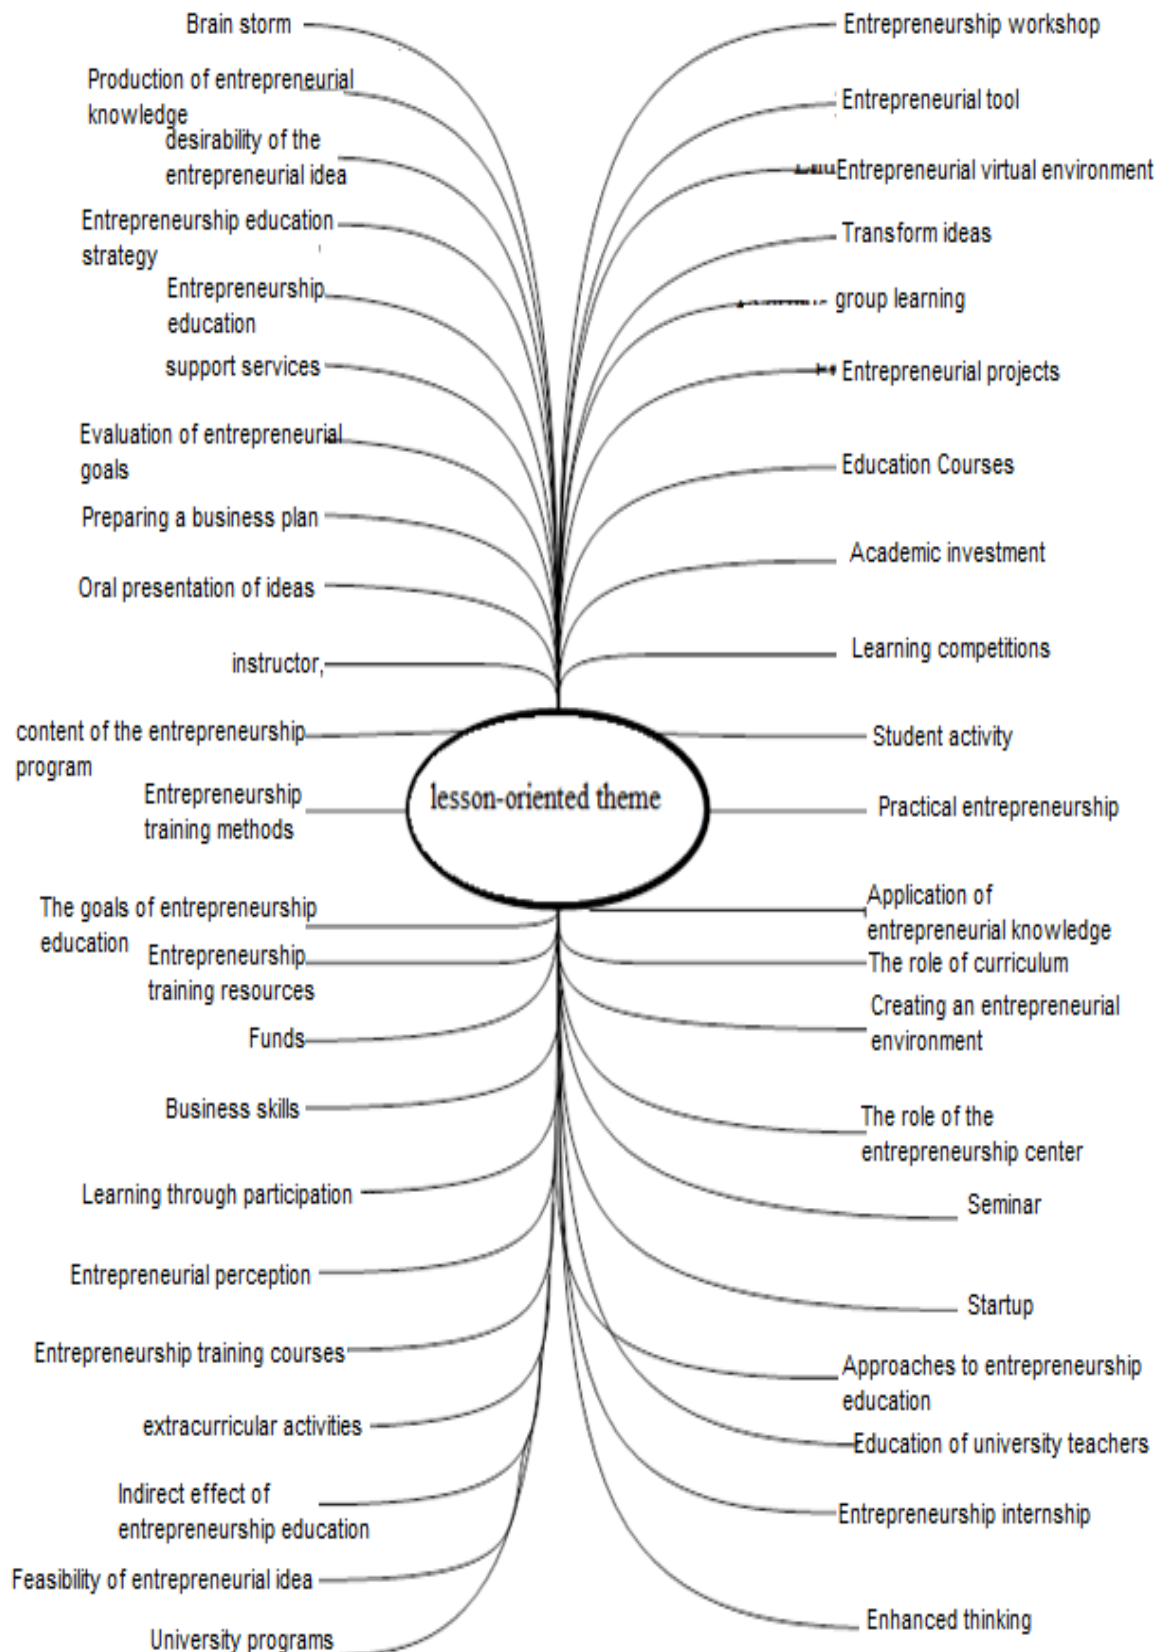 Brain storm
Production of entrepreneurial
knowledge
desirability of the
entrepreneurial idea
Entrepreneurship education
strategy
Entrepreneurship
education
support services
Evaluation of entrepreneurial
goals
Preparing a business plan
Oral presentation of ideas
instructor,
content of the entrepreneurship
program
Entrepreneurship
training methods
The goals of entrepreneurship
education
Entrepreneurship
training resources
Funds
Business skills
Learning through participation
Entrepreneurial perception
Entrepreneurship training courses
extracurricular activities
Indirect effect of
entrepreneurship education
Feasibility of entrepreneurial idea
University programs
lesson-oriented theme
Entrepreneurship workshop
Entrepreneurial tool
Entrepreneurial virtual environment
Transform ideas
group learning
Entrepreneurial projects
Education Courses
Academic investment
Learning competitions
Student activity
Practical entrepreneurship
Application of
entrepreneurial knowledge
The role of curriculum
Creating an entrepreneurial
environment
The role of the
entrepreneurship center
Seminar
Startup
Approaches to entrepreneurship
education
Education of university teachers
Entrepreneurship internship
Enhanced thinking